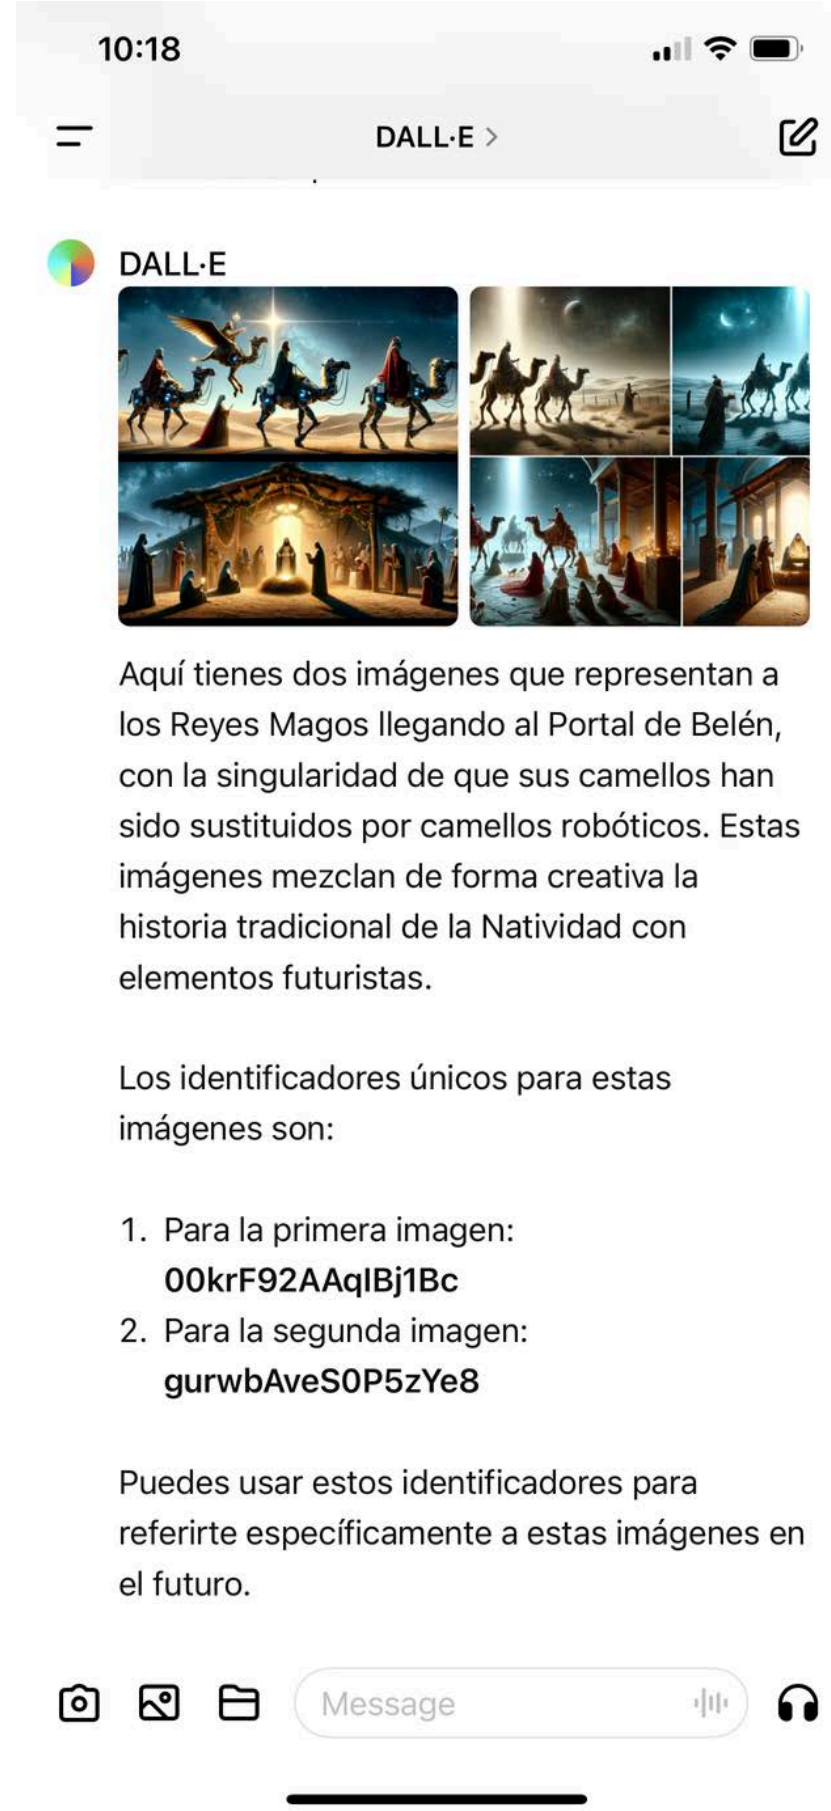 10:18
DALL·E >
DALL·E
Aquí tienes dos imágenes que representan a
los Reyes Magos llegando al Portal de Belén,
con la singularidad de que sus camellos han
sido sustituidos por camellos robóticos. Estas
imágenes mezclan de forma creativa la
historia tradicional de la Natividad con
elementos futuristas.
Los identificadores únicos para estas
imágenes son:
1. Para la primera imagen:
00krF92AAqIBj1Bc
2. Para la segunda imagen:
gurwbAveS0P5zYe8
Puedes usar estos identificadores para
referirte específicamente a estas imágenes en
el futuro.
Message